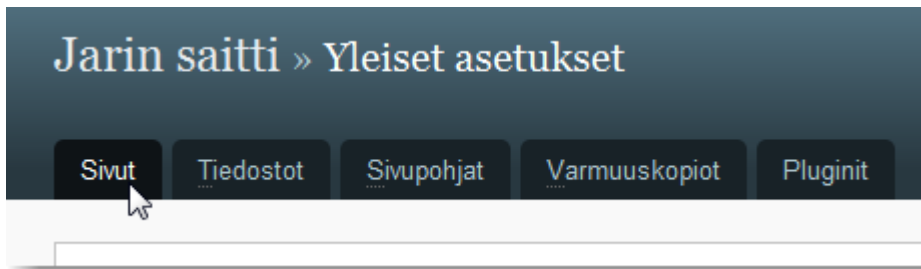 Jarin saitti » Yleiset asetukset
Sivut Tiedostot Sivupohjat Varmuuskopiot Pluginit